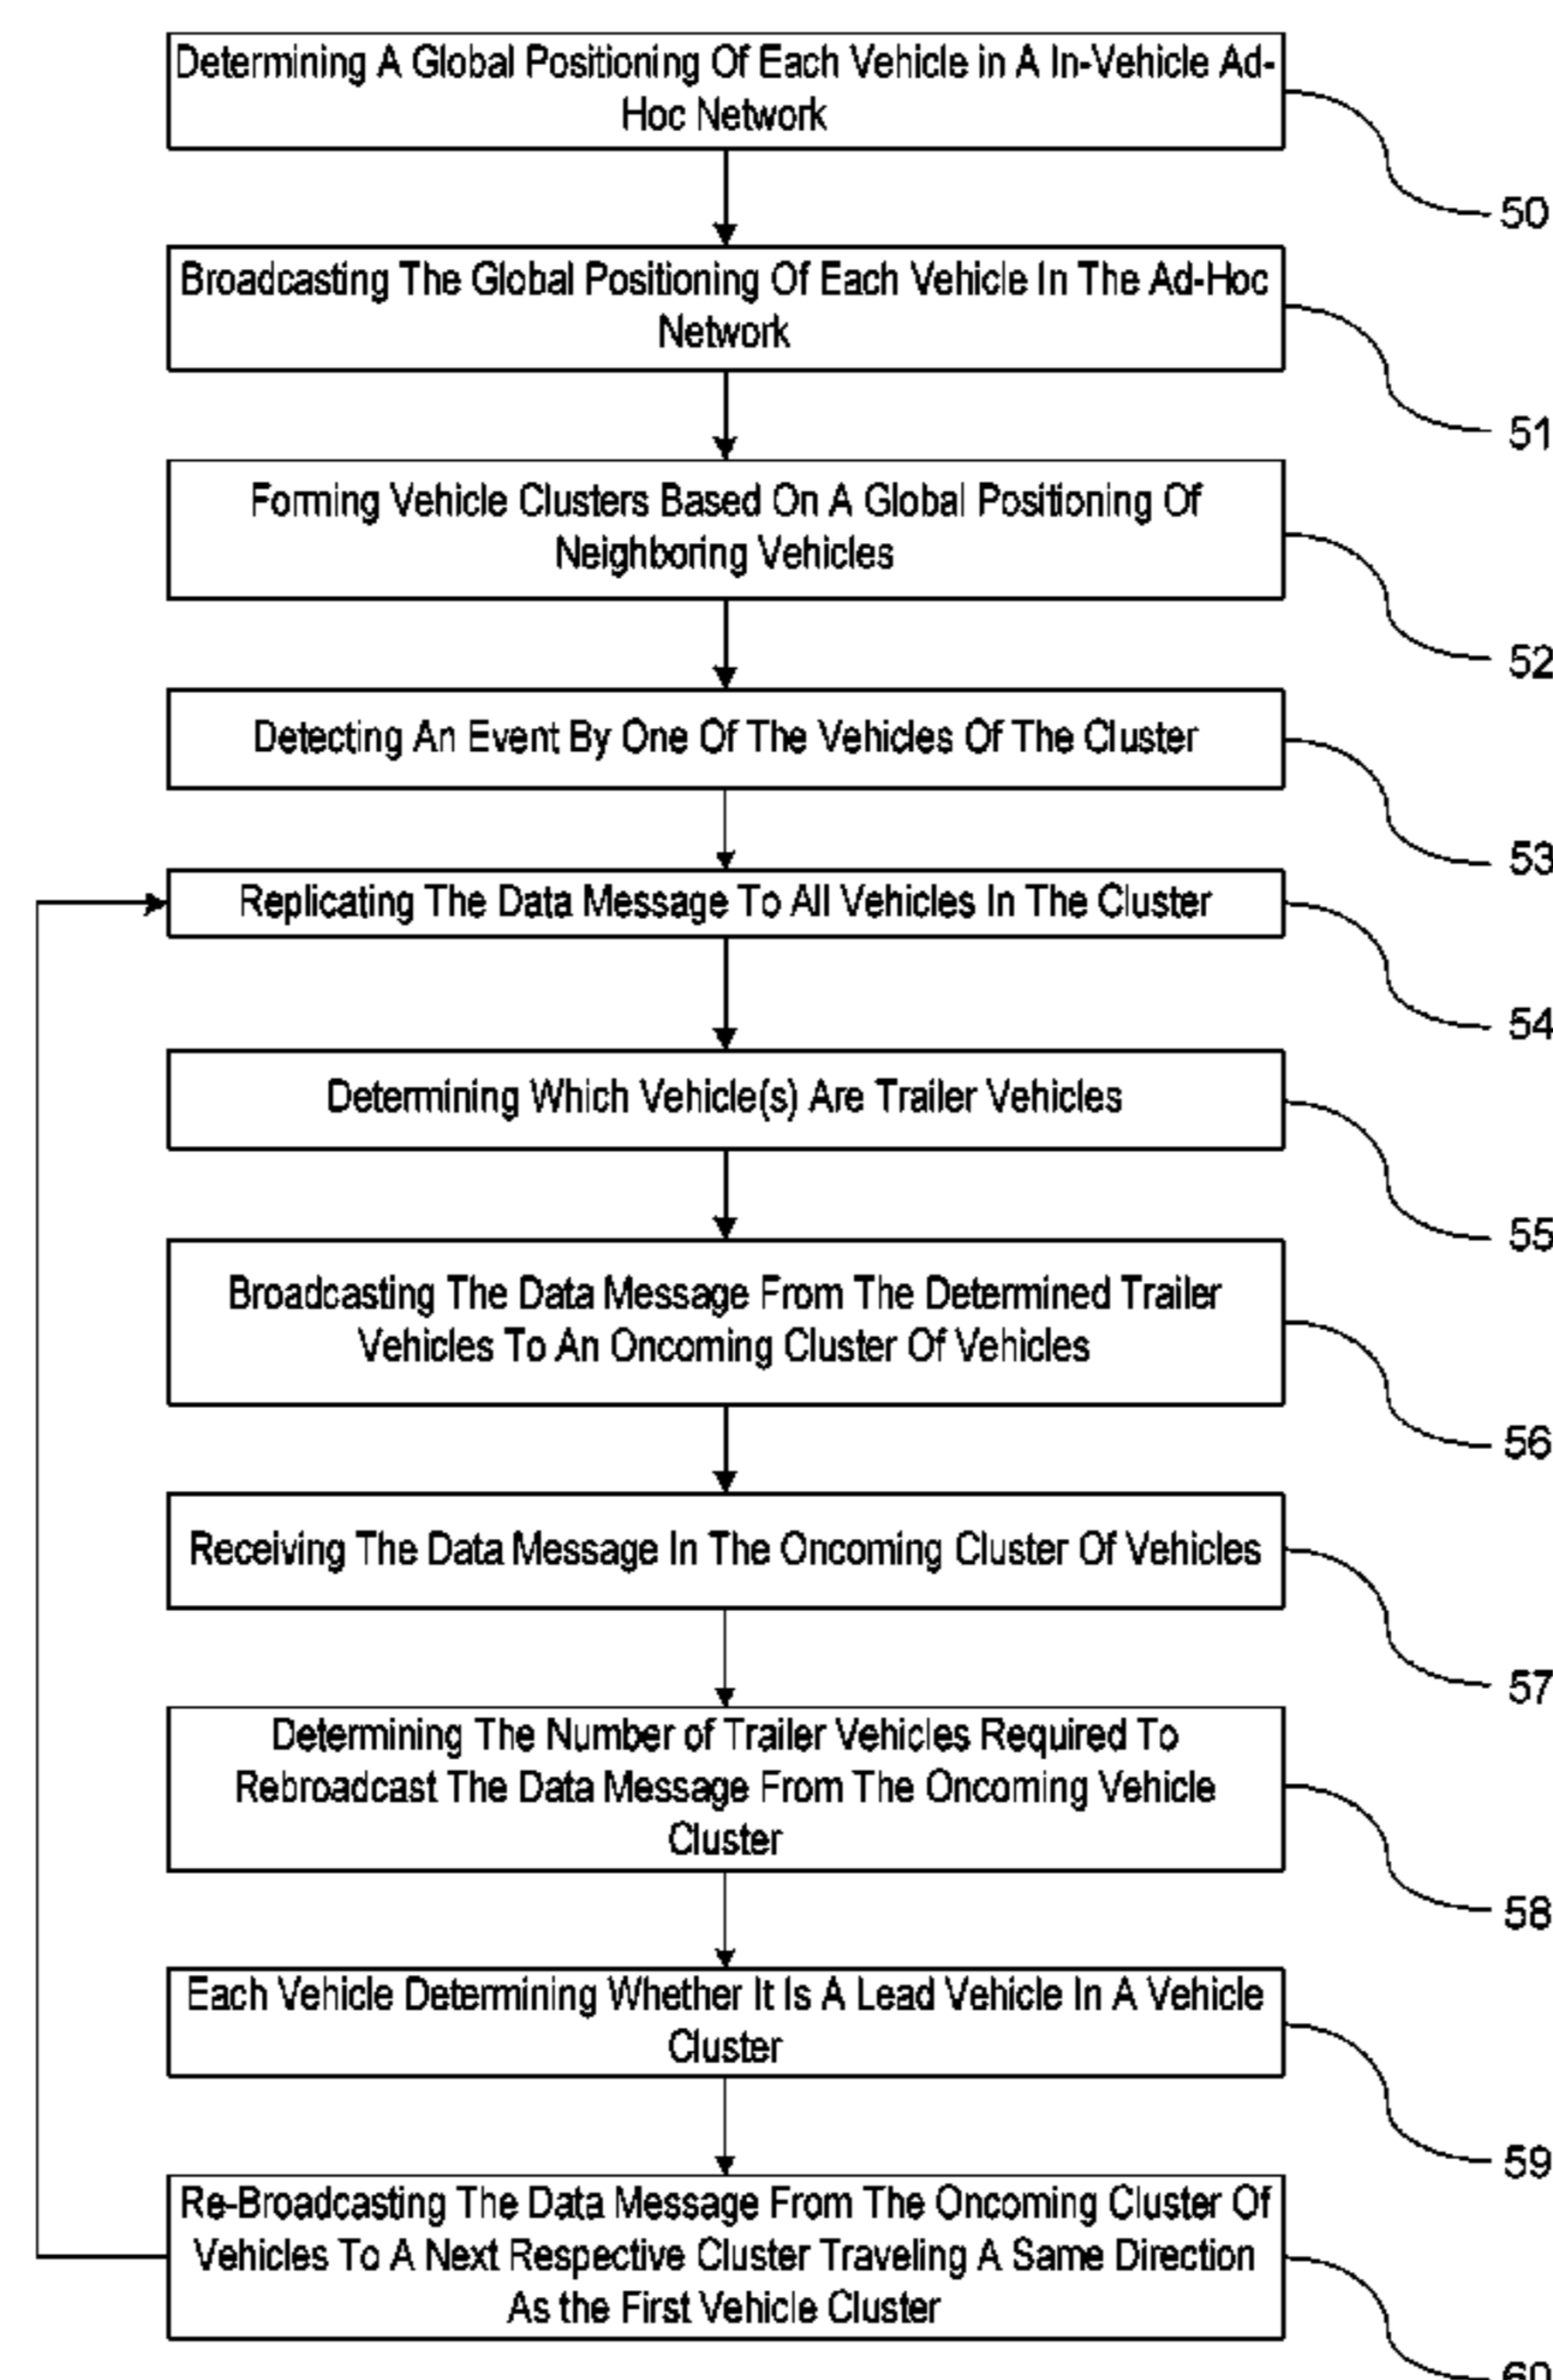 Determining A Global Positioning Of Each Vehicle in A In-Vehicle Ad-
Hoc Network
50
Broadcasting The Global Positioning Of Each Vehicle In The Ad-Hoc
Network
51
Forming Vehicle Clusters Based On A Global Positioning Of
Neighboring Vehicles
52
Detecting An Event By One Of The Vehicles Of The Cluster
53
Replicating The Data Message To All Vehicles In The Cluster
54
Determining Which Vehicle(s) Are Trailer Vehicles
55
Broadcasting The Data Message From The Determined Trailer
Vehicles To An Oncoming Cluster Of Vehicles
56
Receiving The Data Message In The Oncoming Cluster Of Vehicles
57
Determining The Number of Trailer Vehicles Required To
Rebroadcast The Data Message From The Oncoming Vehicle
Cluster
58
Each Vehicle Determining Whether It Is A Lead Vehicle In A Vehicle
Cluster
59
Re-Broadcasting The Data Message From The Oncoming Cluster Of
Vehicles To A Next Respective Cluster Traveling A Same Direction
As the First Vehicle Cluster
60